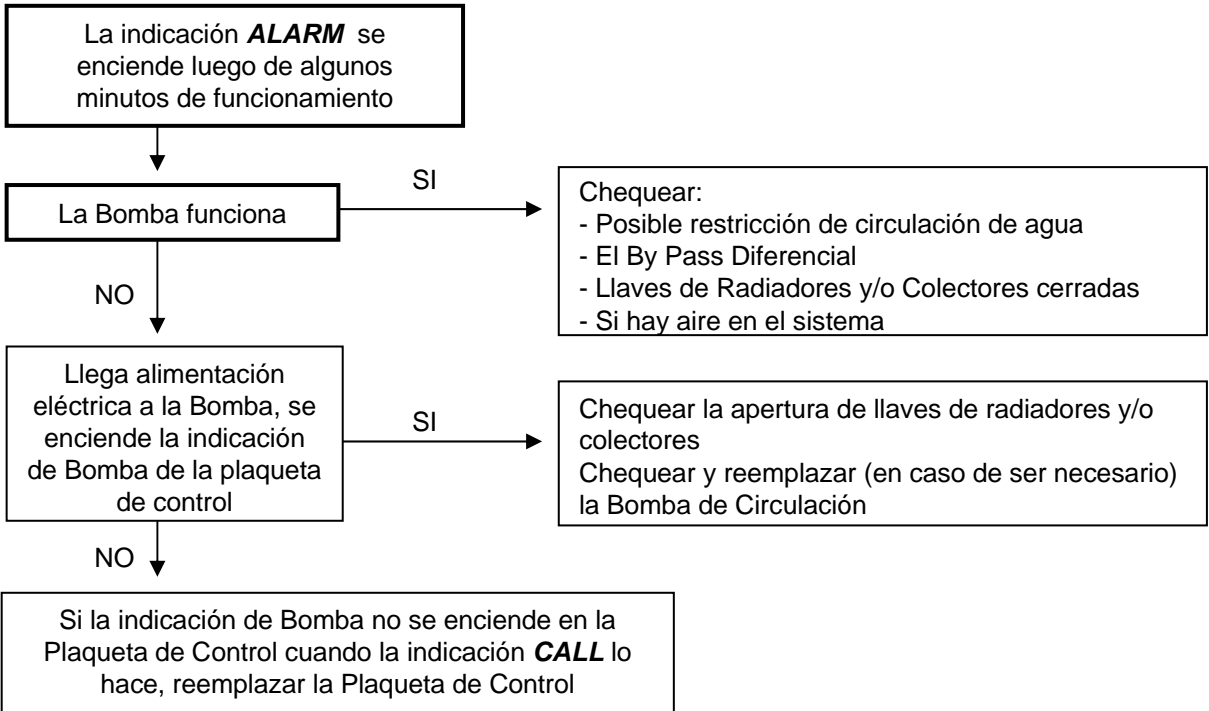 La indicación ALARM se
enciende luego de algunos
minutos de funcionamiento
La Bomba funciona
SI
Chequear:
- Posible restricción de circulación de agua
- El By Pass Diferencial
- Llaves de Radiadores y/o Colectores cerradas
- Si hay aire en el sistema
NO
Llega alimentación
eléctrica a la Bomba, se
enciende la indicación
de Bomba de la plaqueta
de control
SI
Chequear la apertura de llaves de radiadores y/o
colectores
Chequear y reemplazar (en caso de ser necesario)
la Bomba de Circulación
NO
Si la indicación de Bomba no se enciende en la
Plaqueta de Control cuando la indicación CALL lo
hace, reemplazar la Plaqueta de Control